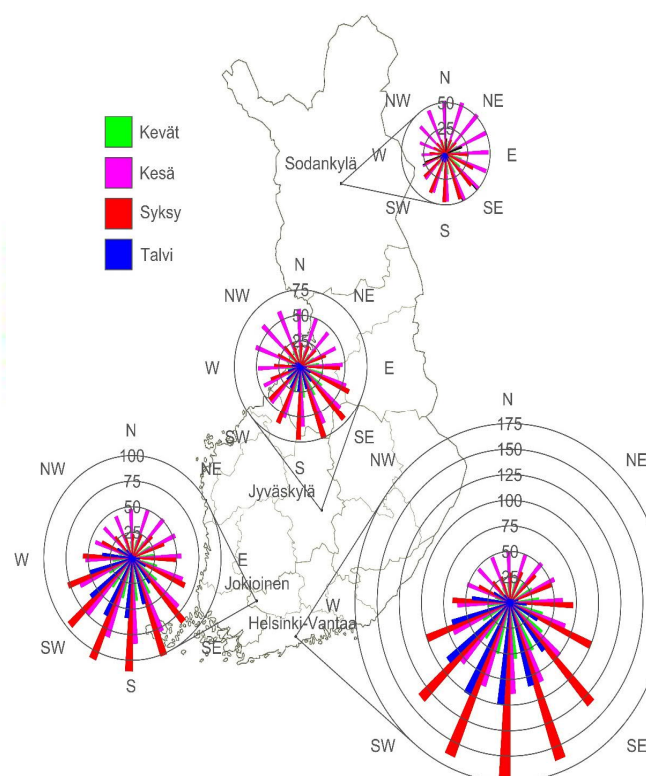 Kevät
Kesä
Syksy
Talvi
N
NW
NE
50
25
Sodankylä
W
E
SW
SE
S
N
NW
NE
75
50
25
W
E
SW
SE
S
Jyväskylä
N
NW
NE
100
75
50
25
W
E
SW
SE
S
Jokioinen
N
NW
NE
175
150
125
100
75
50
25
W
Helsinki-Vantaa
SW
SE